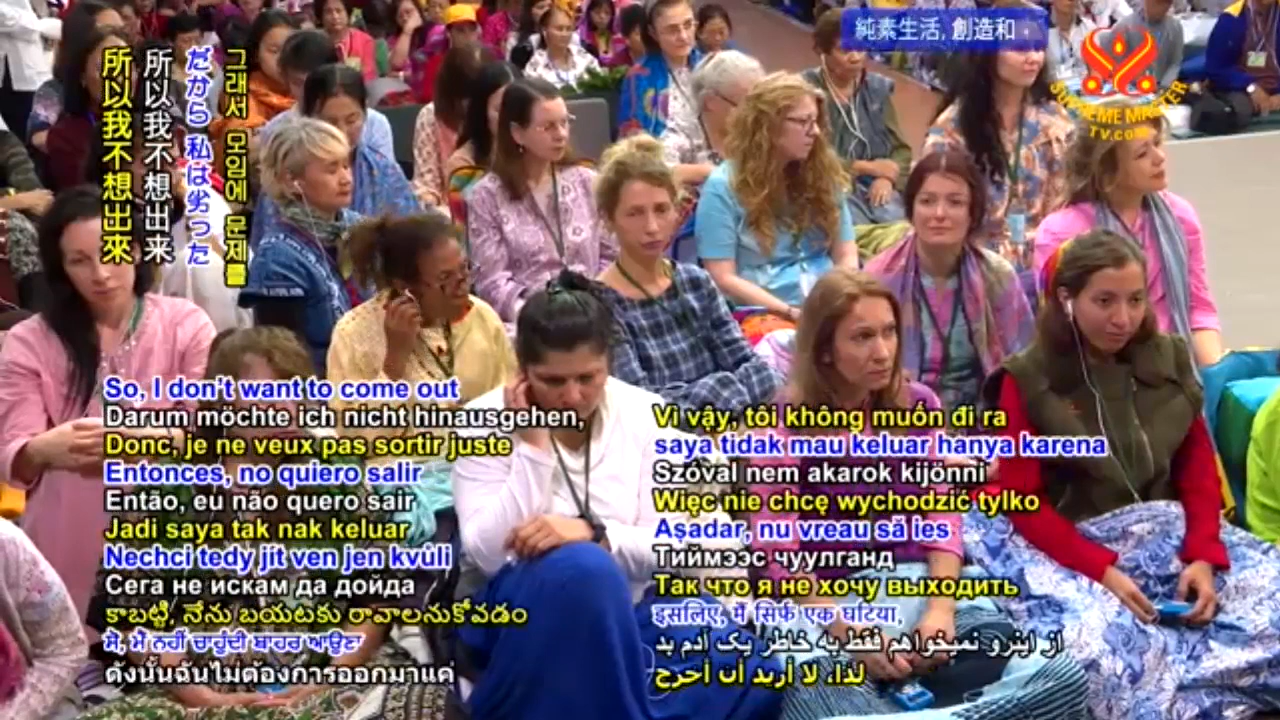 純素生活, 創造和
SUPREME MASTER
TV.com
그래서 모임에 문제를
だから 私は劣った
所以我不想出来
所以我不想出來
So, I don't want to come out
Darum möchte ich nicht hinausgehen,
Donc, je ne veux pas sortir juste
Entonces, no quiero salir
Então, eu não quero sair
Jadi saya tak nak keluar
Nechci tedy jít ven jen kvůli
Сега не искам да дойда
కాబట్టి, నేను బయటకు రావాలనుకోవడం
ਸੋ, ਮੈਂ ਨਹੀਂ ਚਾਹੁੰਦੀ ਬਾਹਰ ਆਉਣਾ
ดังนั้นฉันไม่ต้องการออกมาแค่
Vì vậy, tôi không muốn đi ra
saya tidak mau keluar hanya karena
Szóval nem akarok kijönni
Więc nie chcę wychodzić tylko
Aşadar, nu vreau să ies
Тиймээс чуулганд
Так что я не хочу выходить
इसलिए, मैं सिर्फ एक घटिया,
از اینرو نمیخواهم فقط به خاطر یک آدم بد
لذا، لا أريد أن أخرج